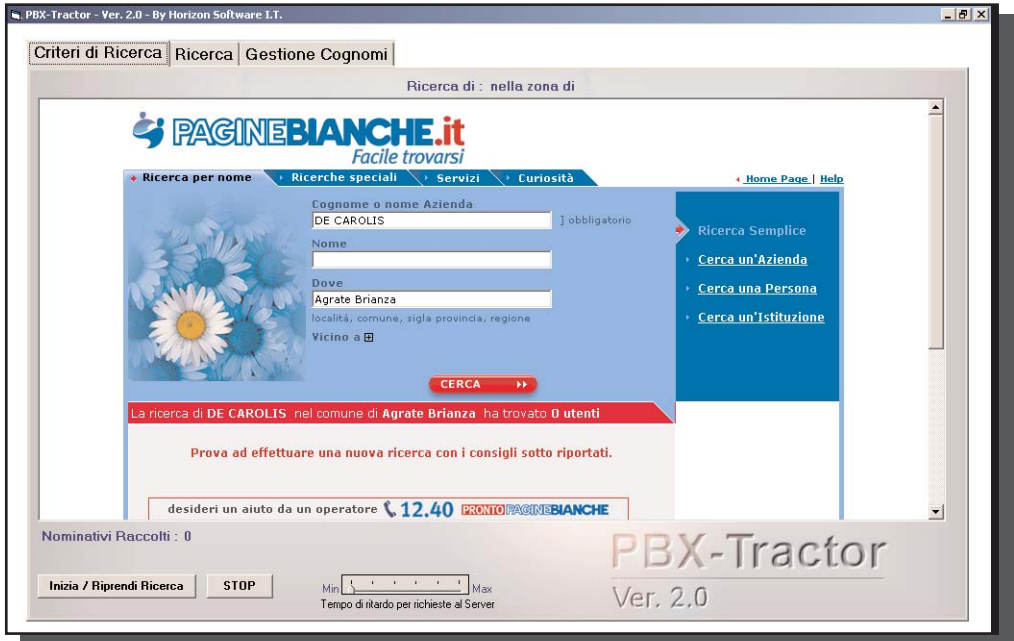 PBX-Tractor - Ver. 2.0 - By Horizon Software I.T.
Criteri di Ricerca Ricerca Gestione Cognomi
Ricerca di : nella zona di
PAGINEBIANCHE.it
Facile trovarsi
Ricerca per nome Ricerche speciali Servizi Curiosità Home Page | Help
Cognome o nome Azienda
DE CAROLIS ] obbligatorio
Nome
Dove
Agrate Brianza
località, comune, sigla provincia, regione
Vicino a
CERCA
Ricerca Semplice
Cerca un'Azienda
Cerca una Persona
Cerca un'Istituzione
La ricerca di DE CAROLIS nel comune di Agrate Brianza ha trovato 0 utenti
Prova ad effettuare una nuova ricerca con i consigli sotto riportati.
desideri un aiuto da un operatore 12.40 PRONTO PAGINEBIANCHE
Nominativi Raccolti : 0
PBX-Tractor
Ver. 2.0
Inizia / Riprendi Ricerca STOP
Min Max
Tempo di ritardo per richieste al Server